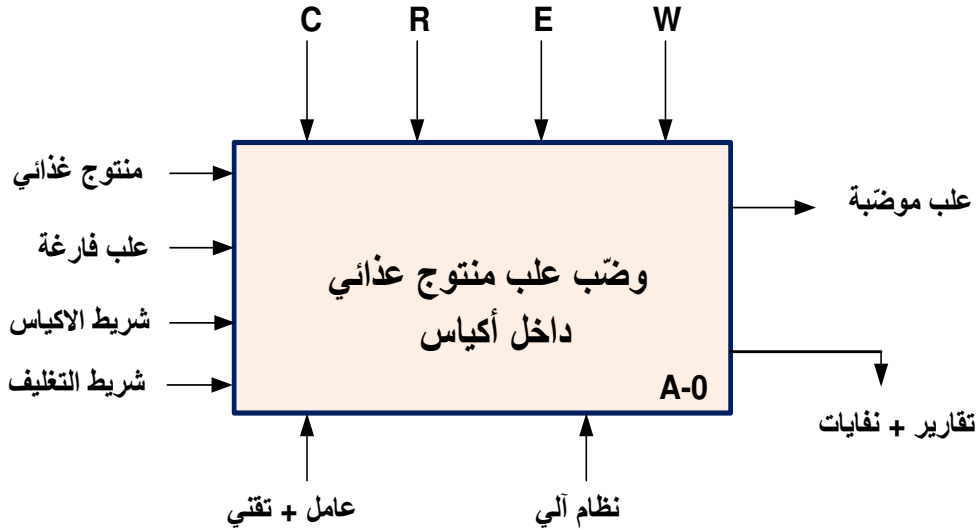 C R E W
منتوج غذائي
علب فارغة
شريط الاكياس
شريط التغليف
وضّب علب منتوج عذائي
داخل أكياس
A-0
علب موضّبة
تقارير + نفايات
عامل + تقني
نظام آلي